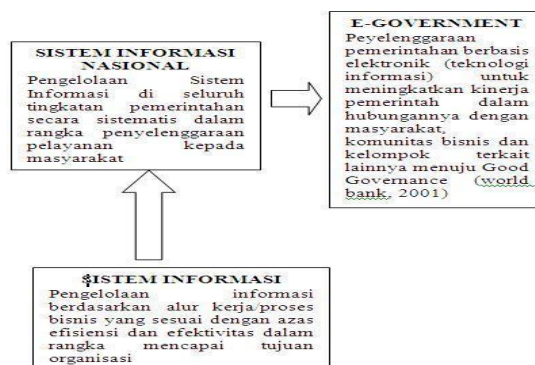 SISTEM INFORMASI
NASIONAL
Pengelolaan Sistem
Informasi di seluruh
tingkatan pemerintahan
secara sistematis dalam
rangka penyelenggaraan
pelayanan kepada
masyarakat
E-GOVERNMENT
Peyelenggaraan
pemerintahan berbasis
elektronik (teknologi
informasi) untuk
meningkatkan kinerja
pemerintah dalam
hubungannya dengan
masyarakat,
komunitas bisnis dan
kelompok terkait
lainnya menuju Good
Governance (world
bank, 2001)
SISTEM INFORMASI
Pengelolaan informasi
berdasarkan alur kerja/proses
bisnis yang sesuai dengan azas
efisiensi dan efektivitas dalam
rangka mencapai tujuan
organisasi